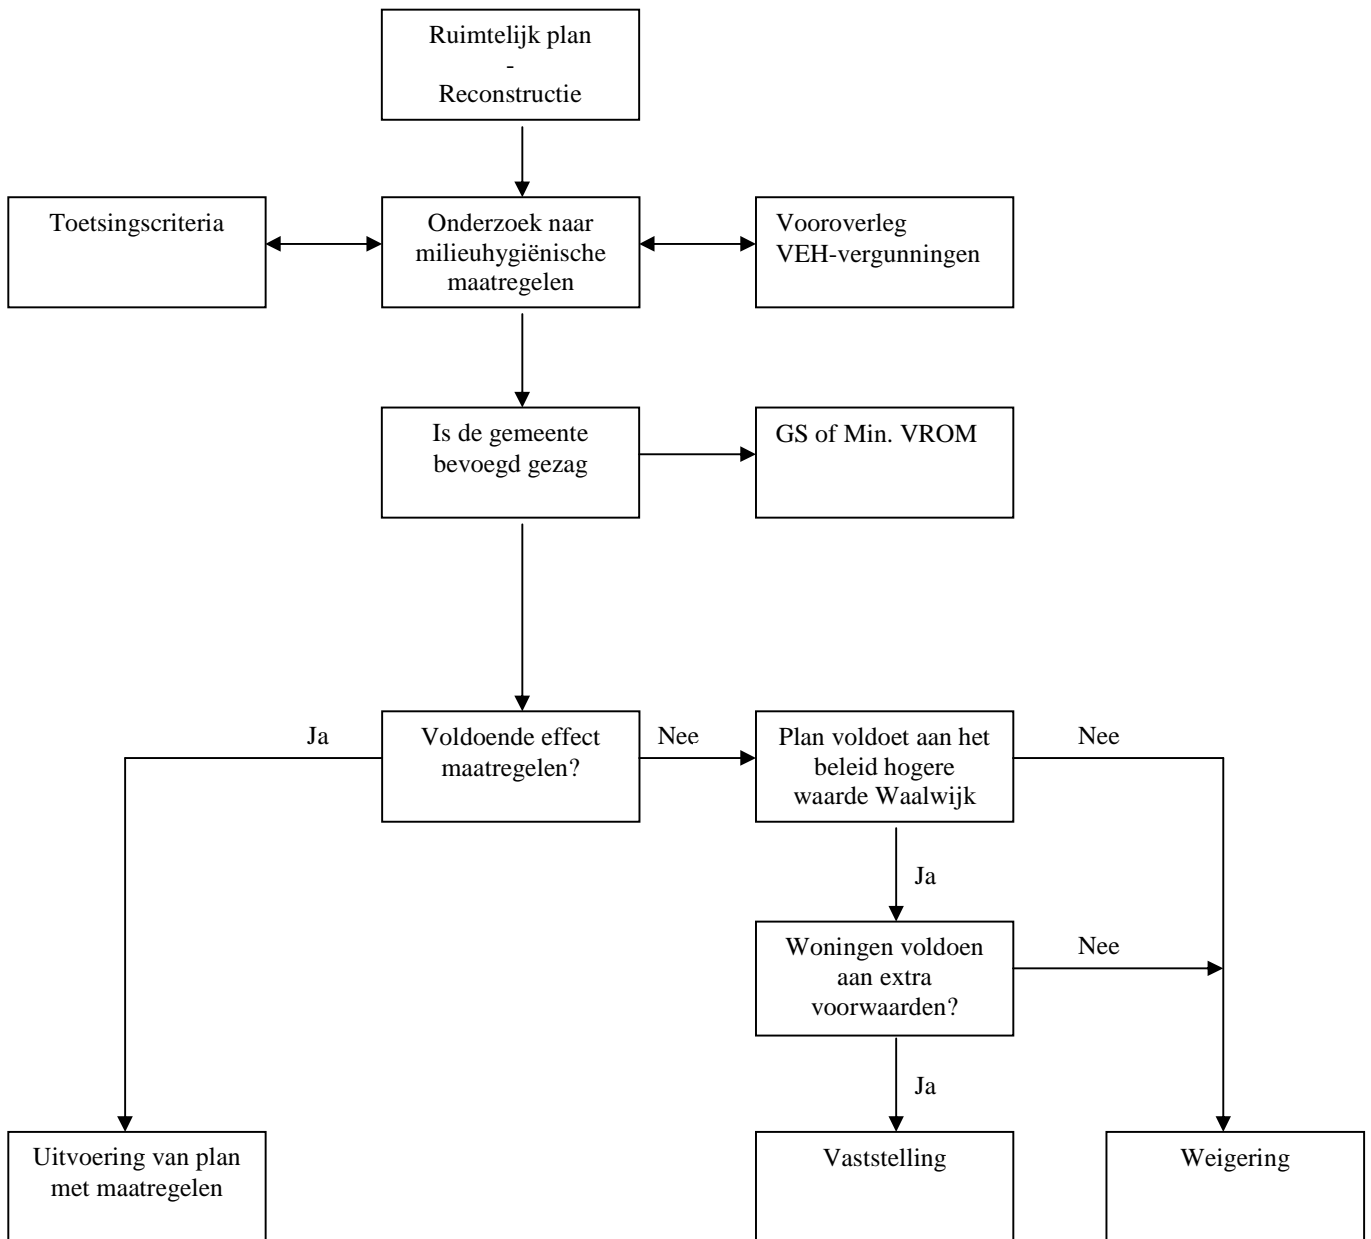 Ruimtelijk plan
-
Reconstructie
Toetsingscriteria
Onderzoek naar
milieuhygiënische
maatregelen
Vooroverleg
VEH-vergunningen
Is de gemeente
bevoegd gezag
GS of Min. VROM
Ja
Voldoende effect
maatregelen?
Nee
Plan voldoet aan het
beleid hogere
waarde Waalwijk
Nee
Ja
Woningen voldoen
aan extra
voorwaarden?
Nee
Ja
Uitvoering van plan
met maatregelen
Vaststelling
Weigering